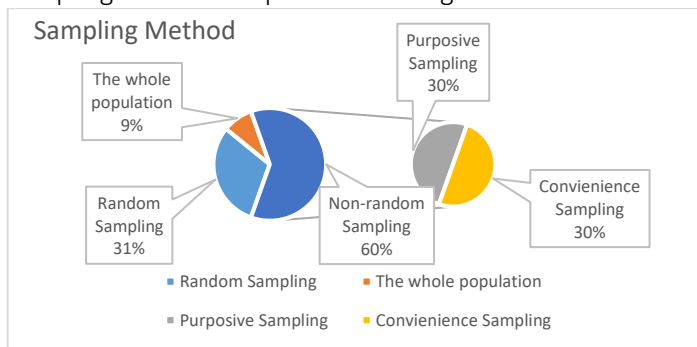 Sampling Method
The whole
population
9%
Purposive
Sampling
30%
Random
Sampling
31%
Non-random
Sampling
60%
Convienience
Sampling
30%
Random Sampling
The whole population
Purposive Sampling
Convienience Sampling